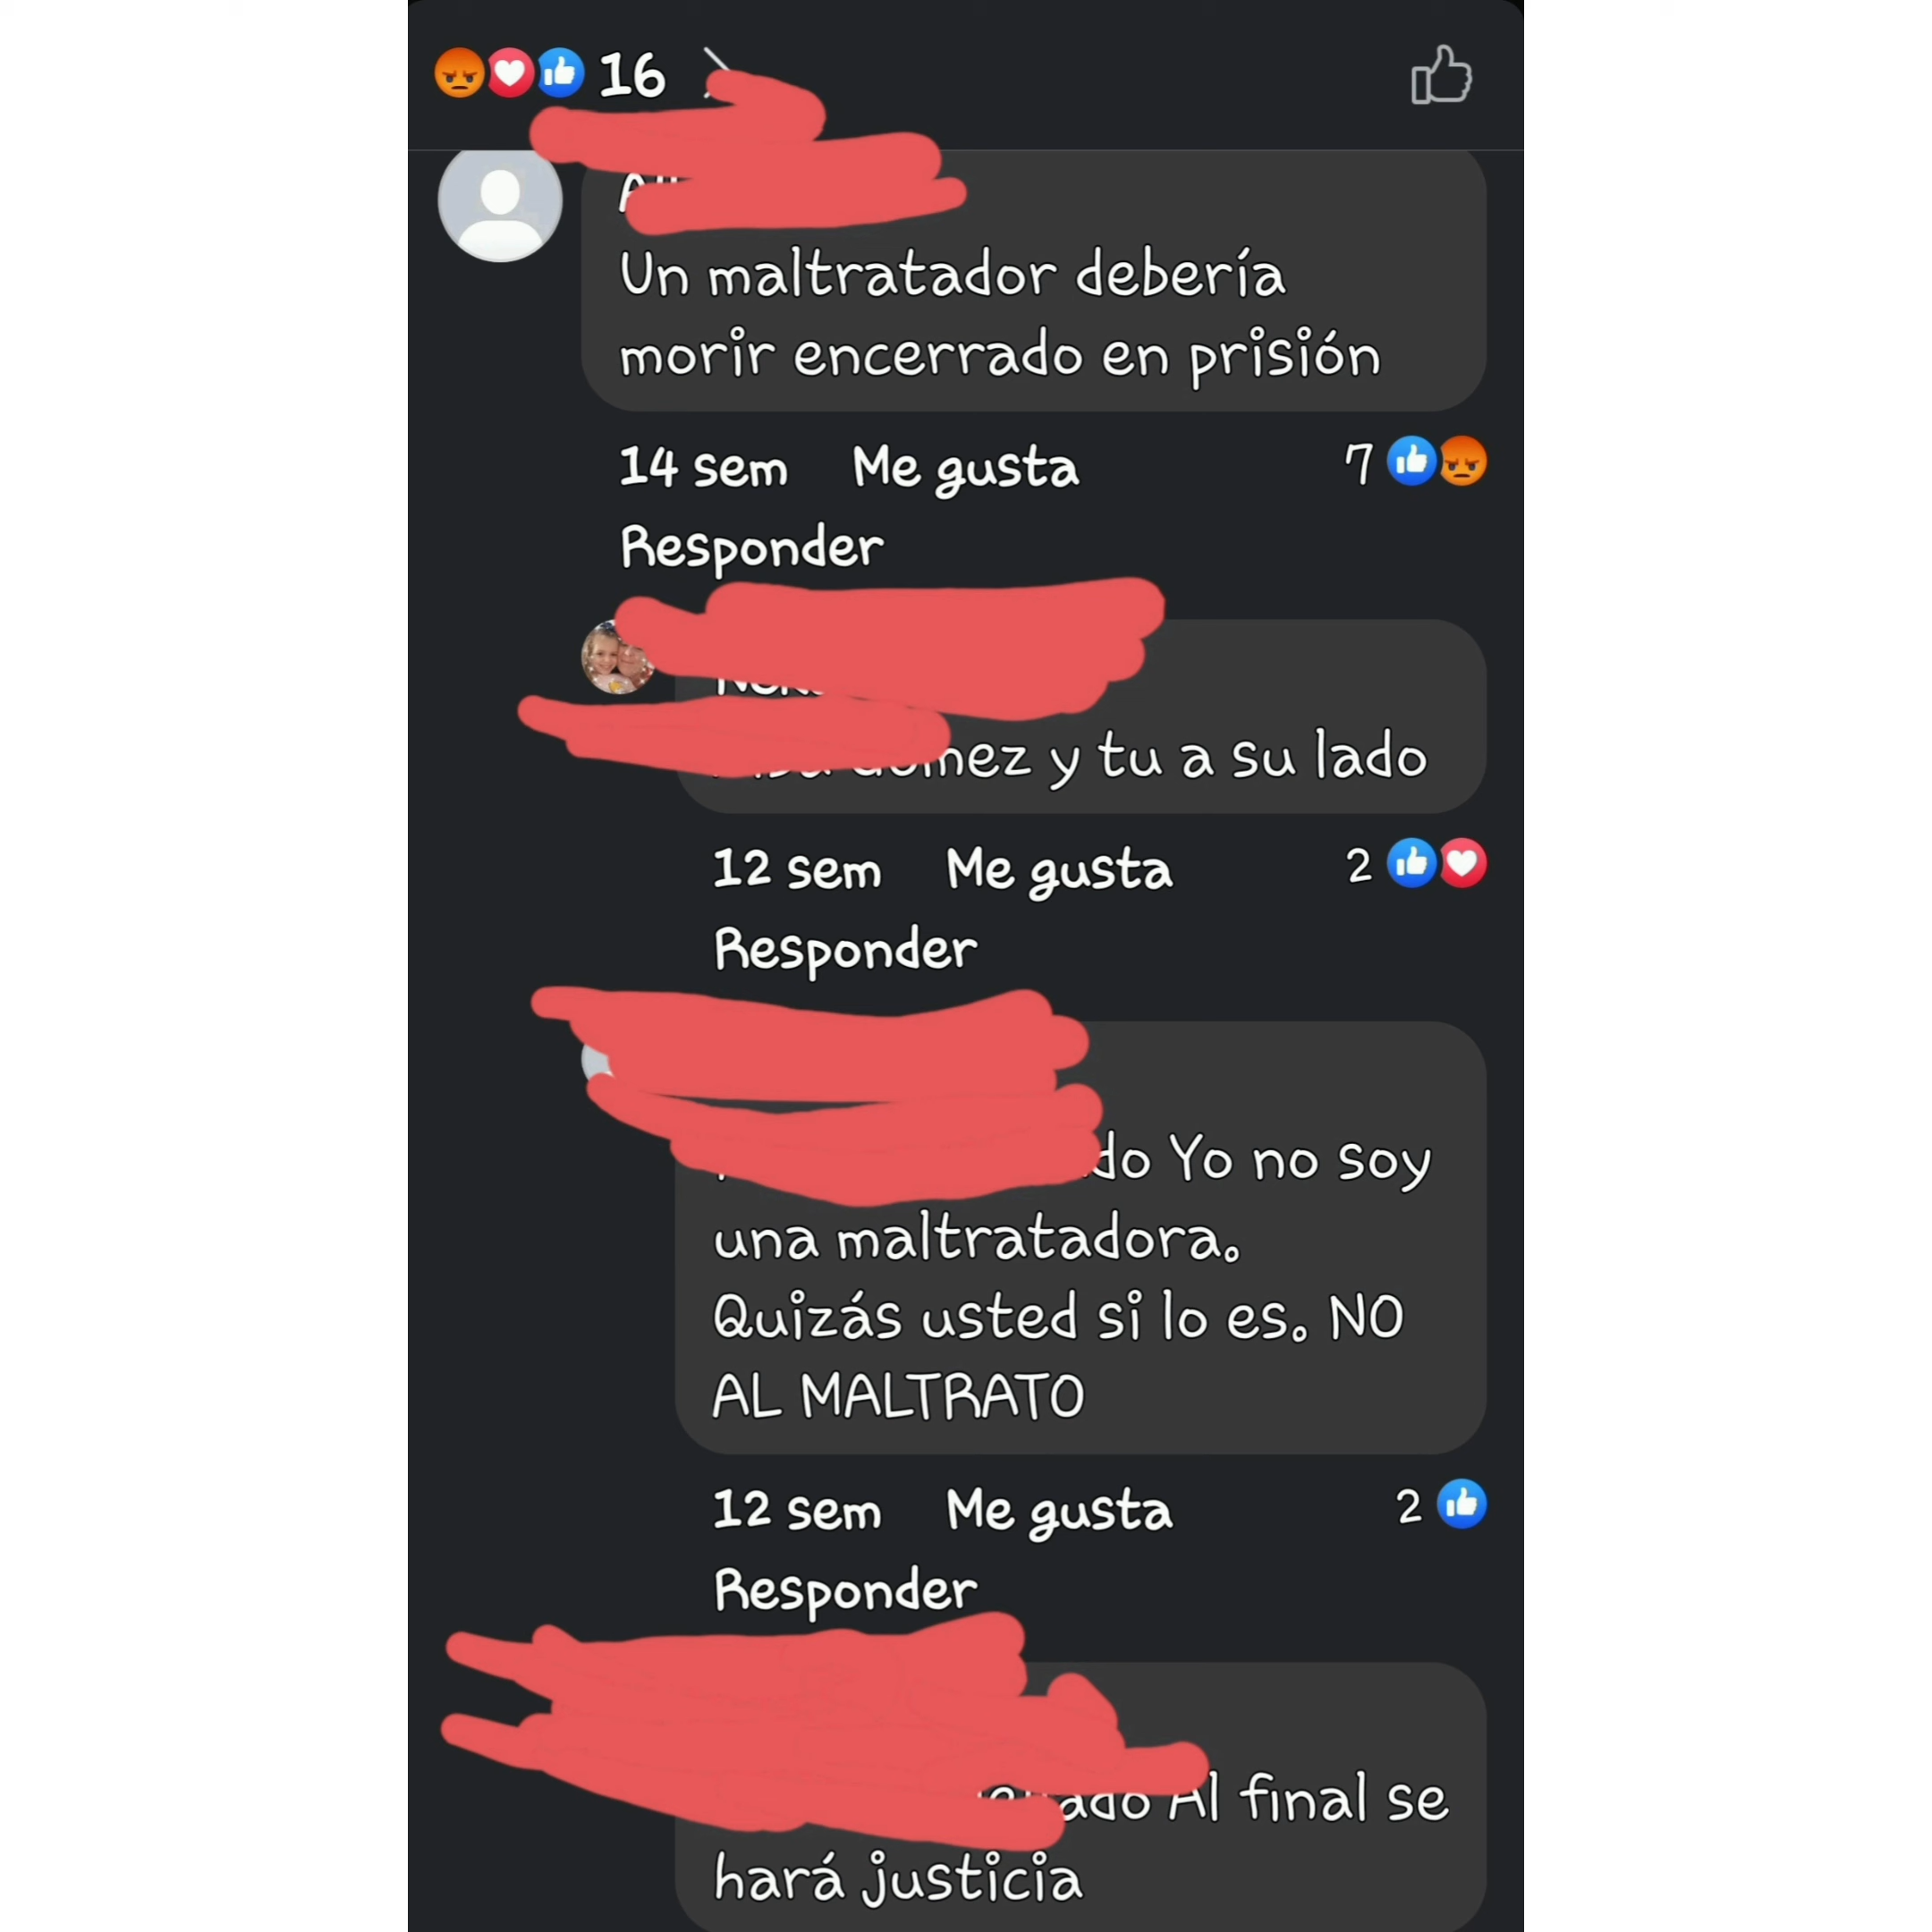 16
Un maltratador debería
morir encerrado en prisión
14 sem Me gusta 7
Responder
y tu a su lado
12 sem Me gusta 2
Responder
Yo no soy
una maltratadora.
Quizás usted si lo es. NO
AL MALTRATO
12 sem Me gusta 2
Responder
Al final se
hará justicia